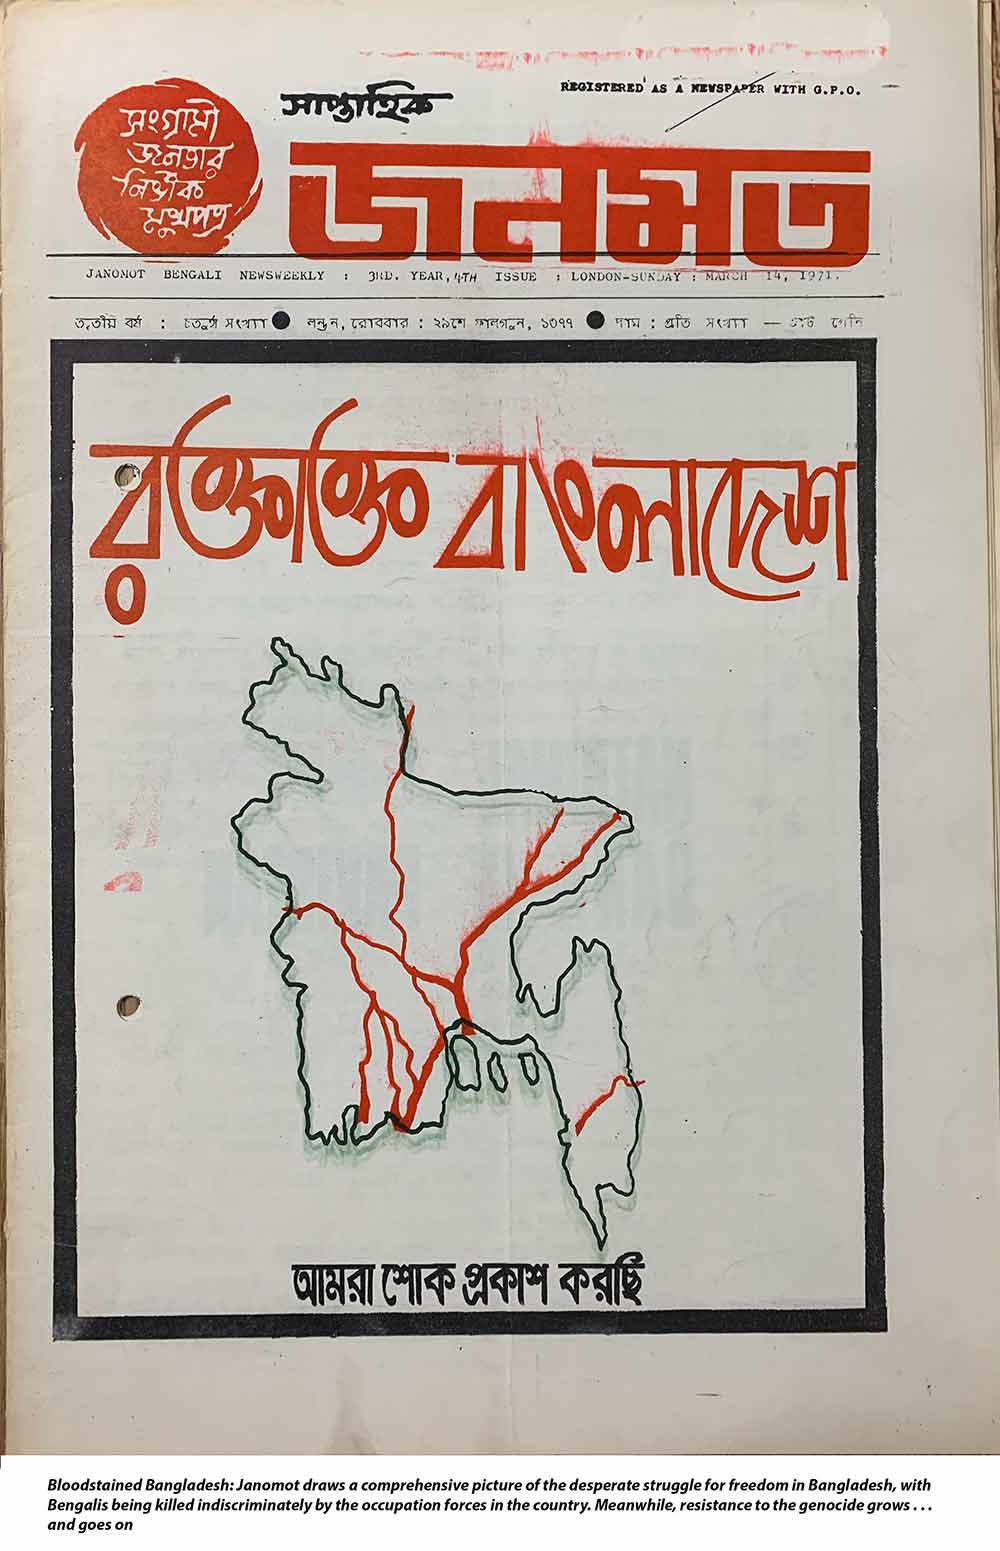 REGISTERED AS A NEWSPAPER WITH G.P.O.
সংগ্রামী
জনতার
নির্ভীক
মুখপত্র
সাপ্তাহিক
জনমত
JANOMOT BENGALI NEWSWEEKLY : 3RD. YEAR, 4TH ISSUE : LONDON-SUNDAY : MARCH 14, 1971.
তৃতীয় বর্ষ : চতুর্থ সংখ্যা ● লন্ডন, রোববার : ২৯শে ফাল্গুন, ১৩৭৭ ● দাম : প্রতি সংখ্যা —
রক্তাক্ত বাংলাদেশ
আমরা শোক প্রকাশ করছি
Bloodstained Bangladesh: Janomot draws a comprehensive picture of the desperate struggle for freedom in Bangladesh, with
Bengalis being killed indiscriminately by the occupation forces in the country. Meanwhile, resistance to the genocide grows . . .
and goes on